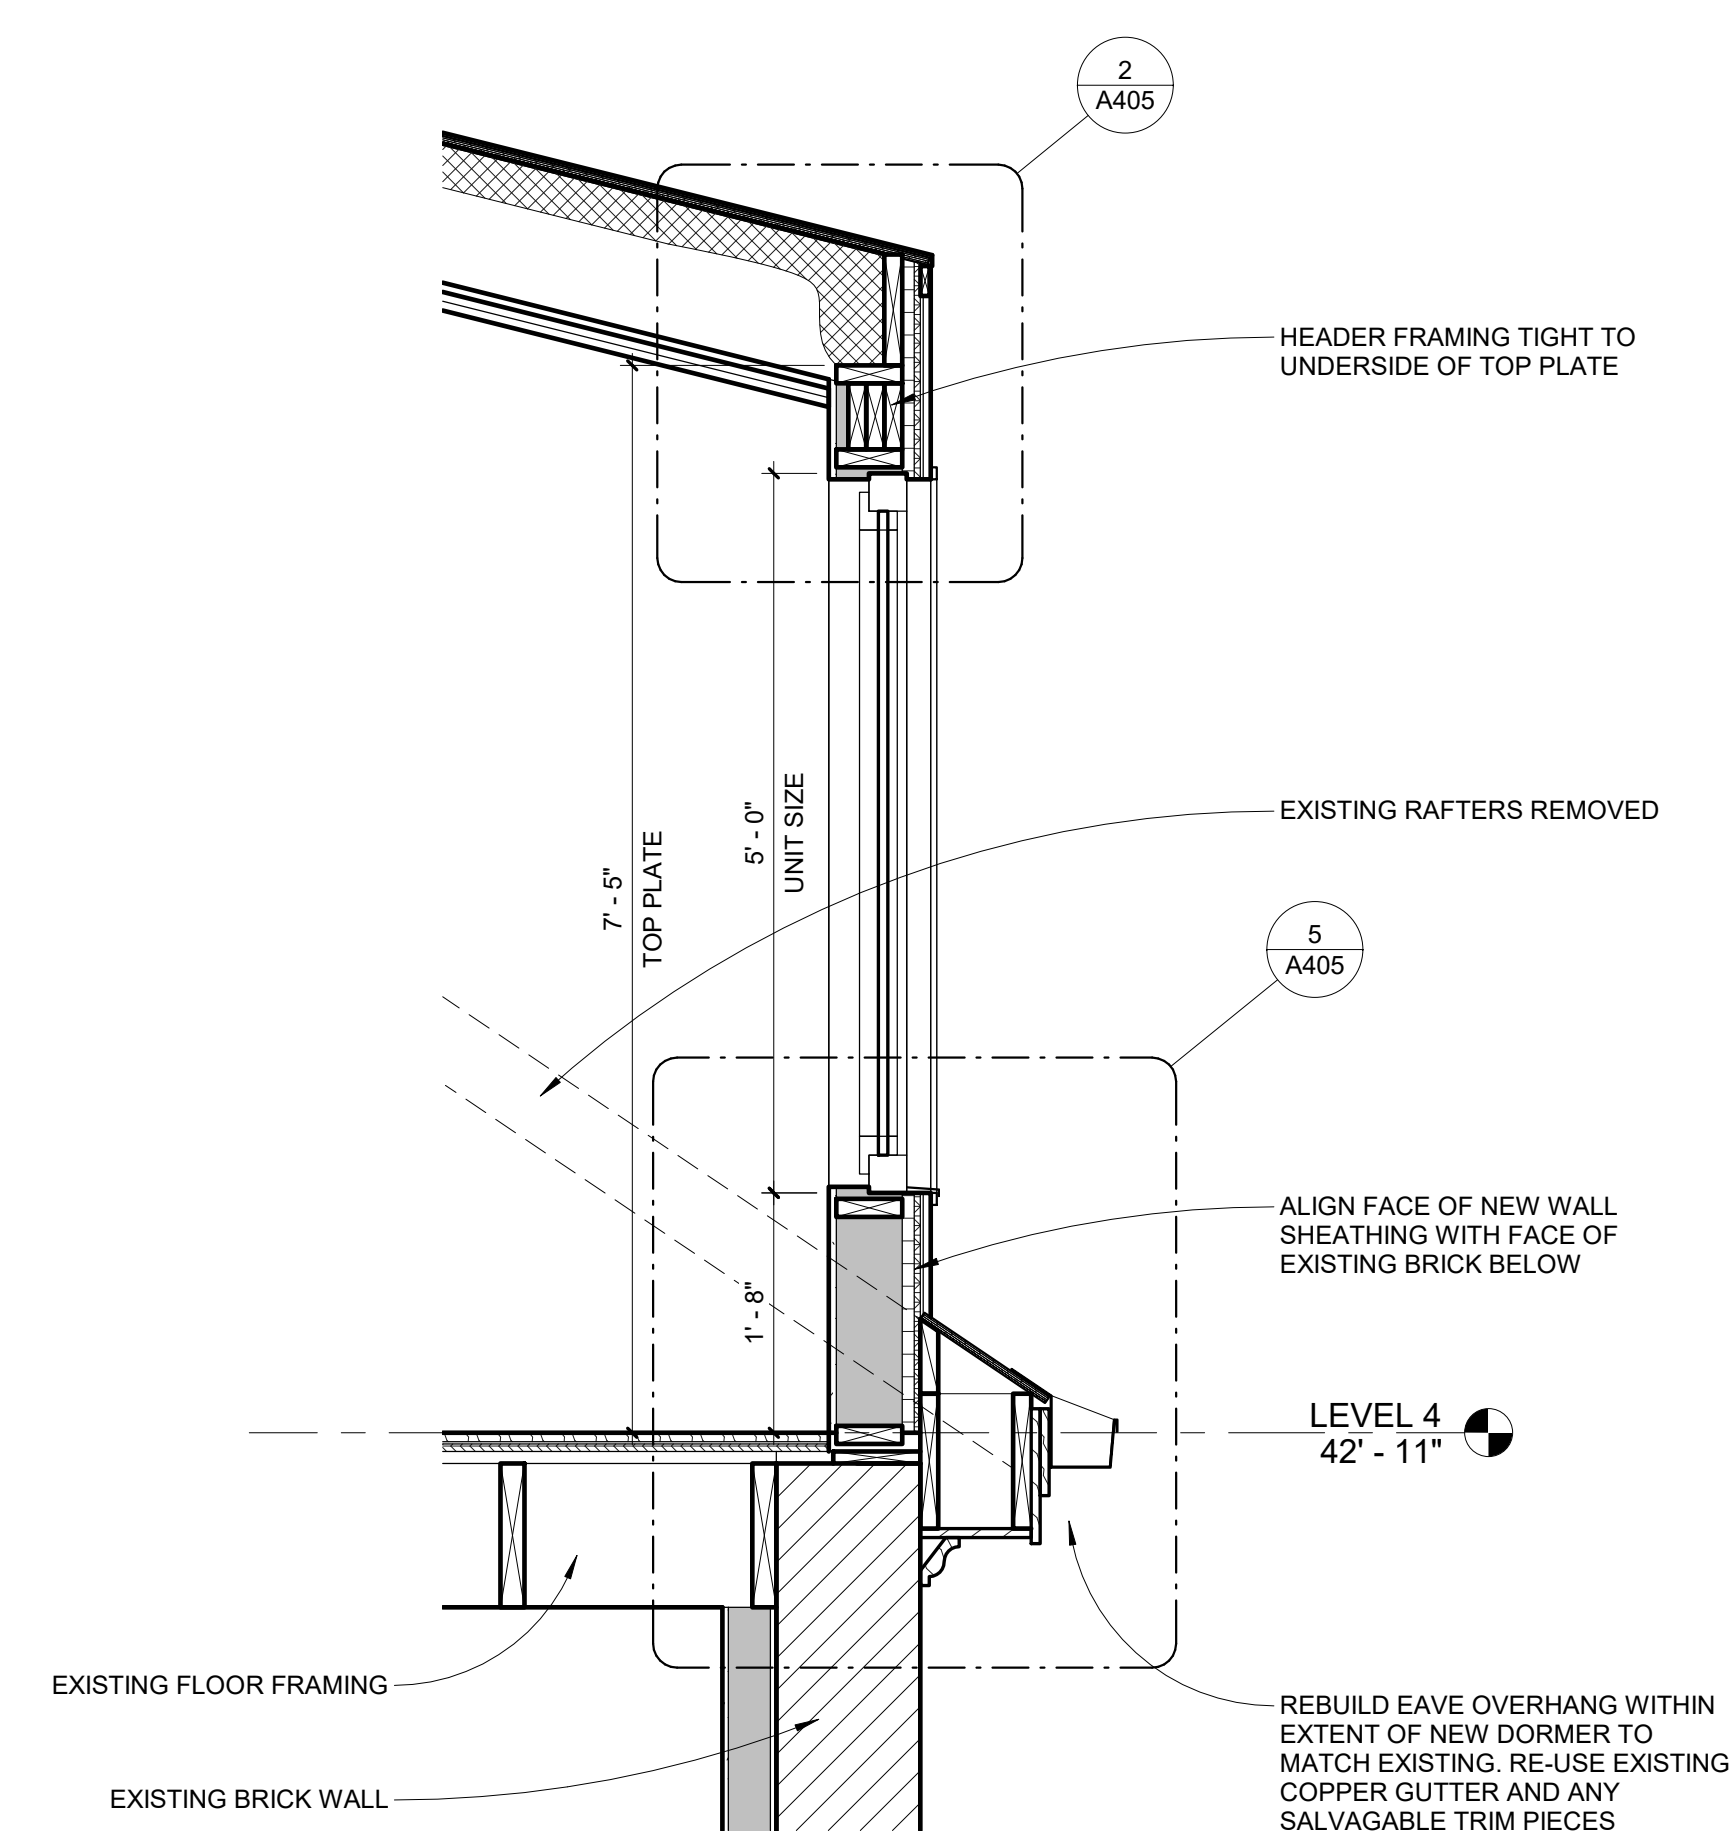 2
A405
HEADER FRAMING TIGHT TO
UNDERSIDE OF TOP PLATE
EXISTING RAFTERS REMOVED
7' - 5"
TOP PLATE
5' - 0"
UNIT SIZE
5
A405
ALIGN FACE OF NEW WALL
SHEATHING WITH FACE OF
EXISTING BRICK BELOW
1' - 8"
LEVEL 4
42' - 11"
EXISTING FLOOR FRAMING
EXISTING BRICK WALL
REBUILD EAVE OVERHANG WITHIN
EXTENT OF NEW DORMER TO
MATCH EXISTING. RE-USE EXISTING
COPPER GUTTER AND ANY
SALVAGABLE TRIM PIECES